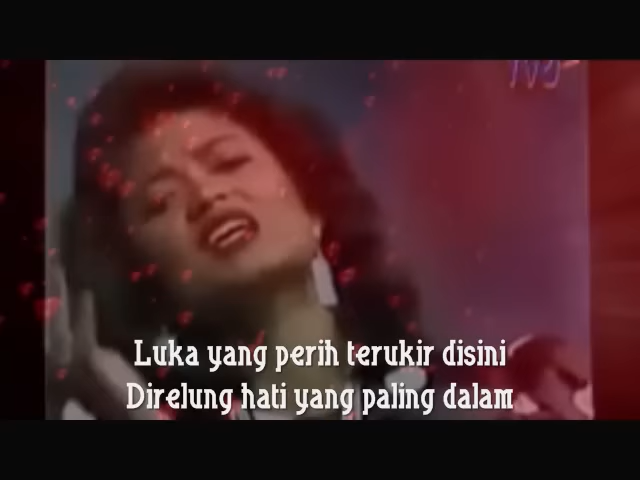 Luka yang perih terukir disini
Direlung hati yang paling dalam